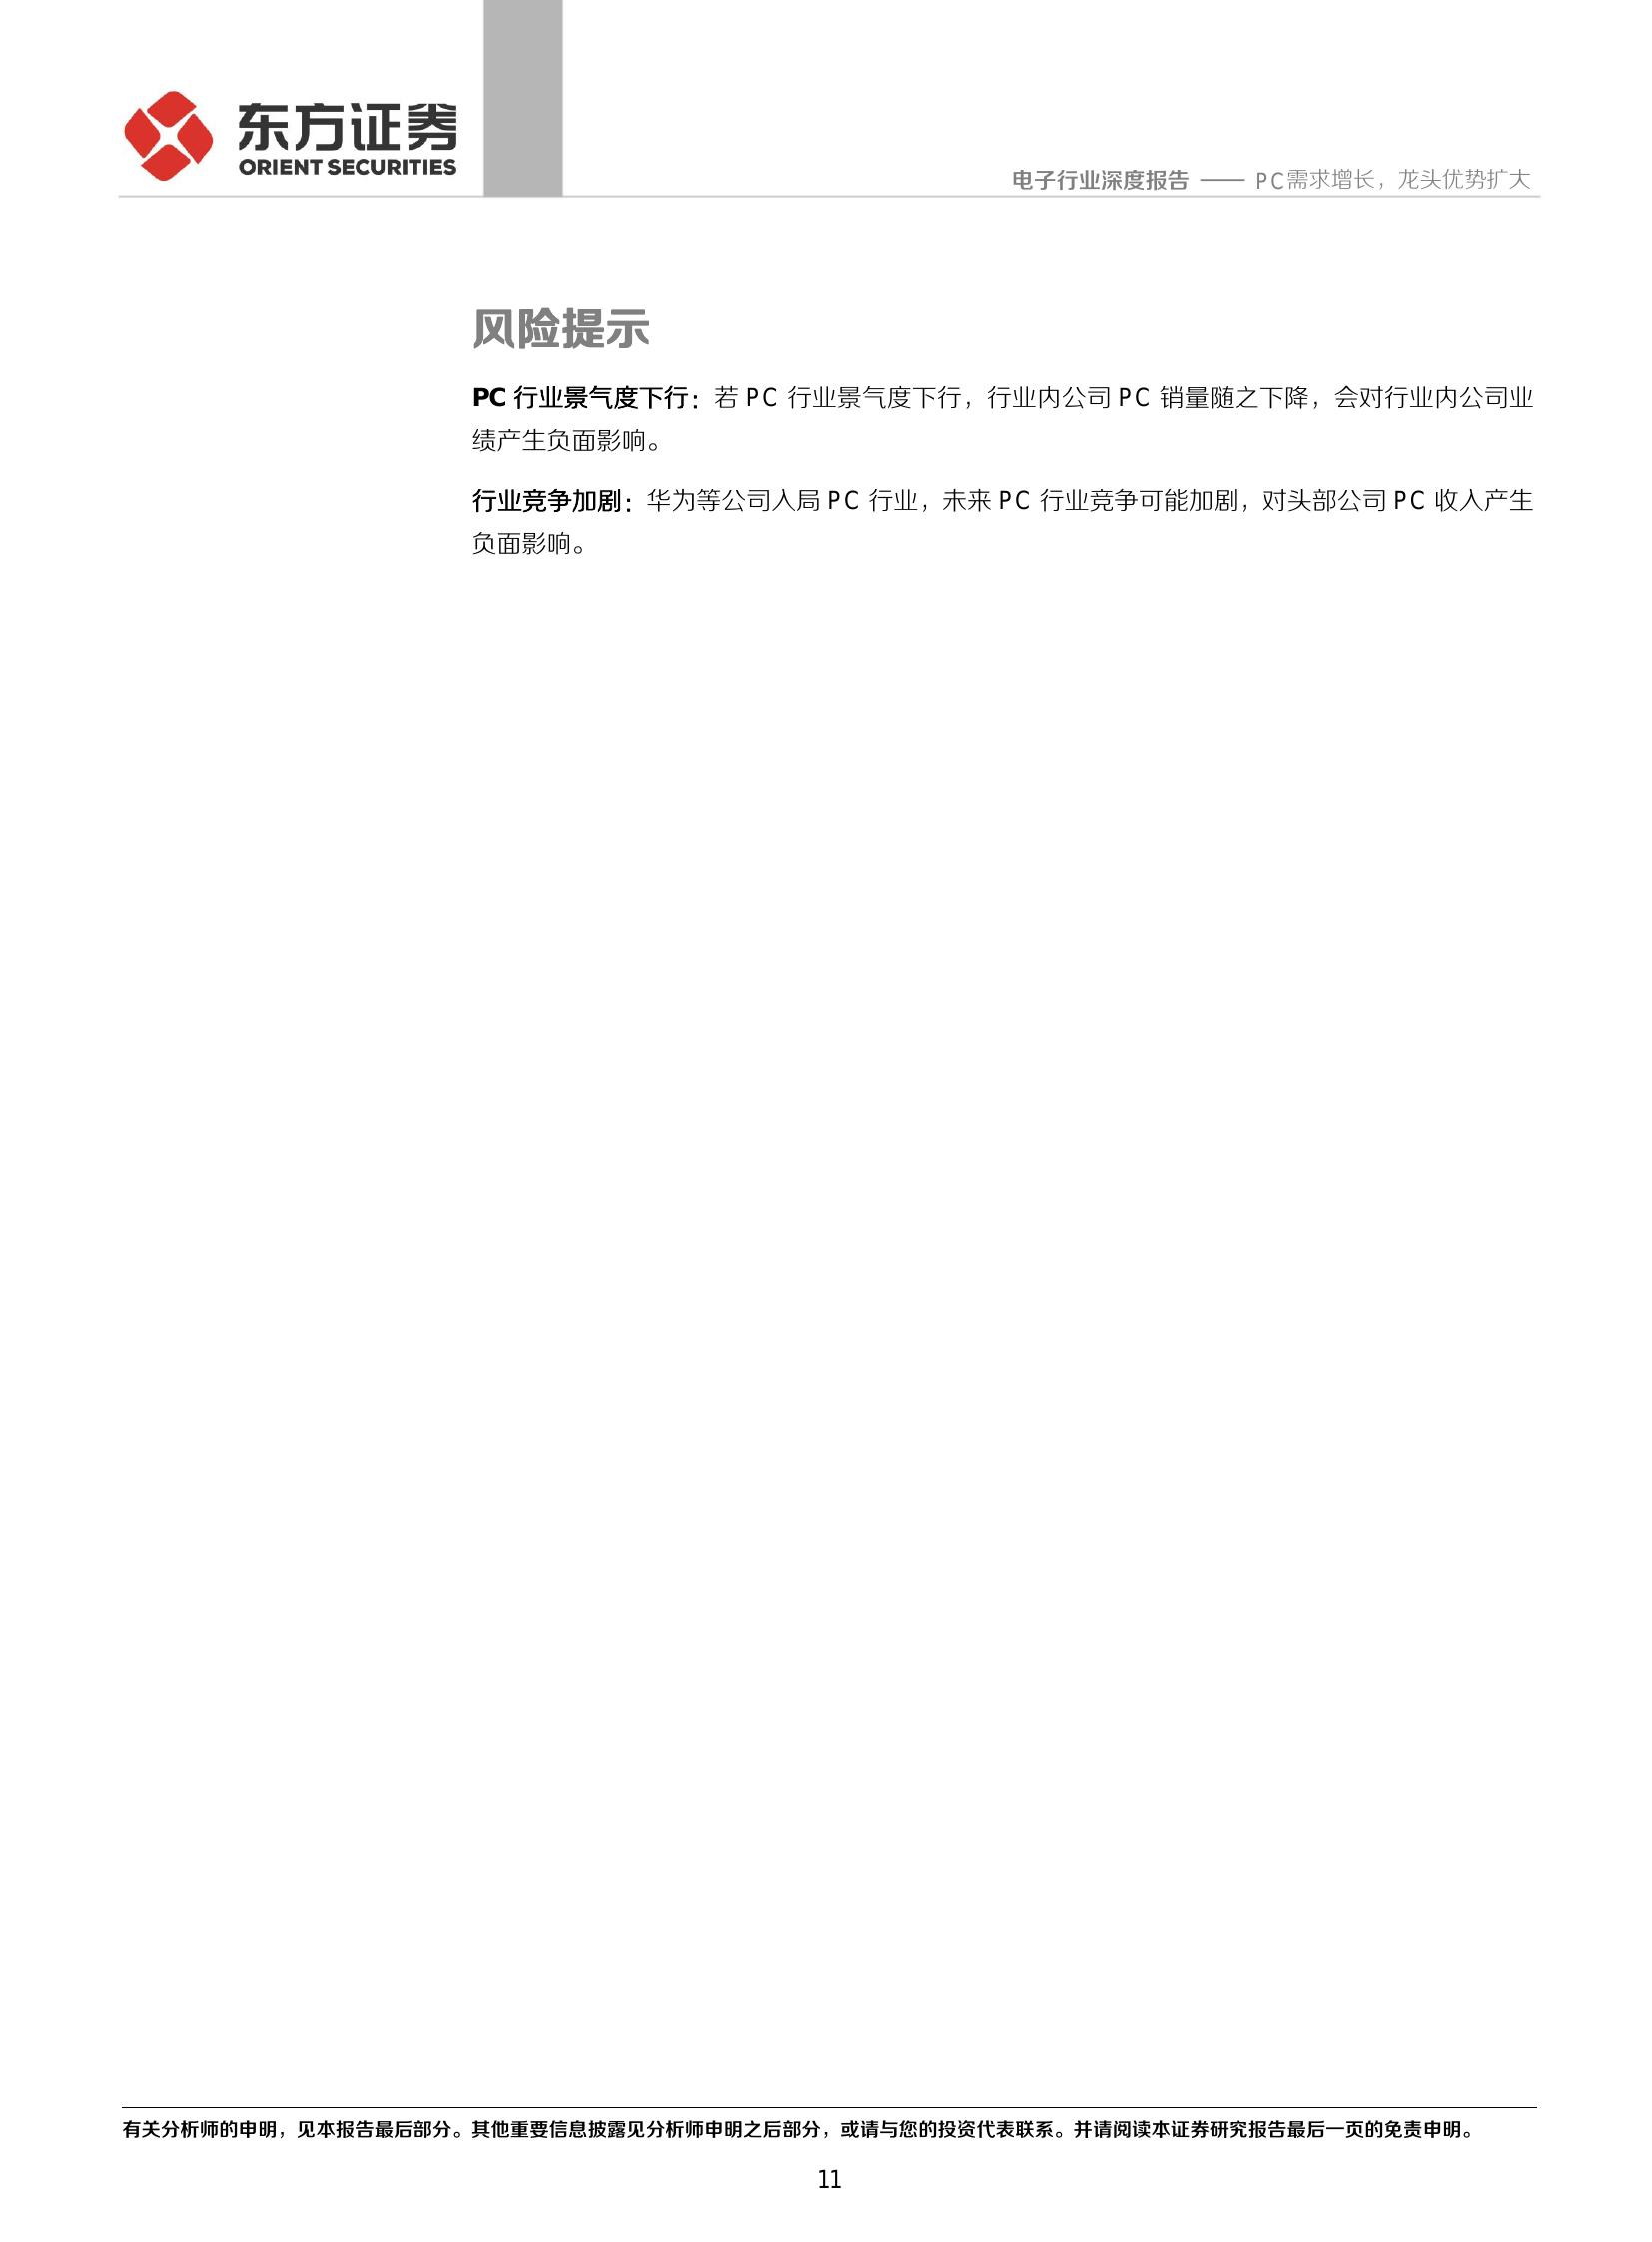 东方证券
ORIENT SECURITIES
电子行业深度报告 —— PC需求增长，龙头优势扩大
风险提示
PC 行业景气度下行：若 PC 行业景气度下行，行业内公司 PC 销量随之下降，会对行业内公司业
绩产生负面影响。
行业竞争加剧：华为等公司入局 PC 行业，未来 PC 行业竞争可能加剧，对头部公司 PC 收入产生
负面影响。
有关分析师的申明，见本报告最后部分。其他重要信息披露见分析师申明之后部分，或请与您的投资代表联系。并请阅读本证券研究报告最后一页的免责申明。
11